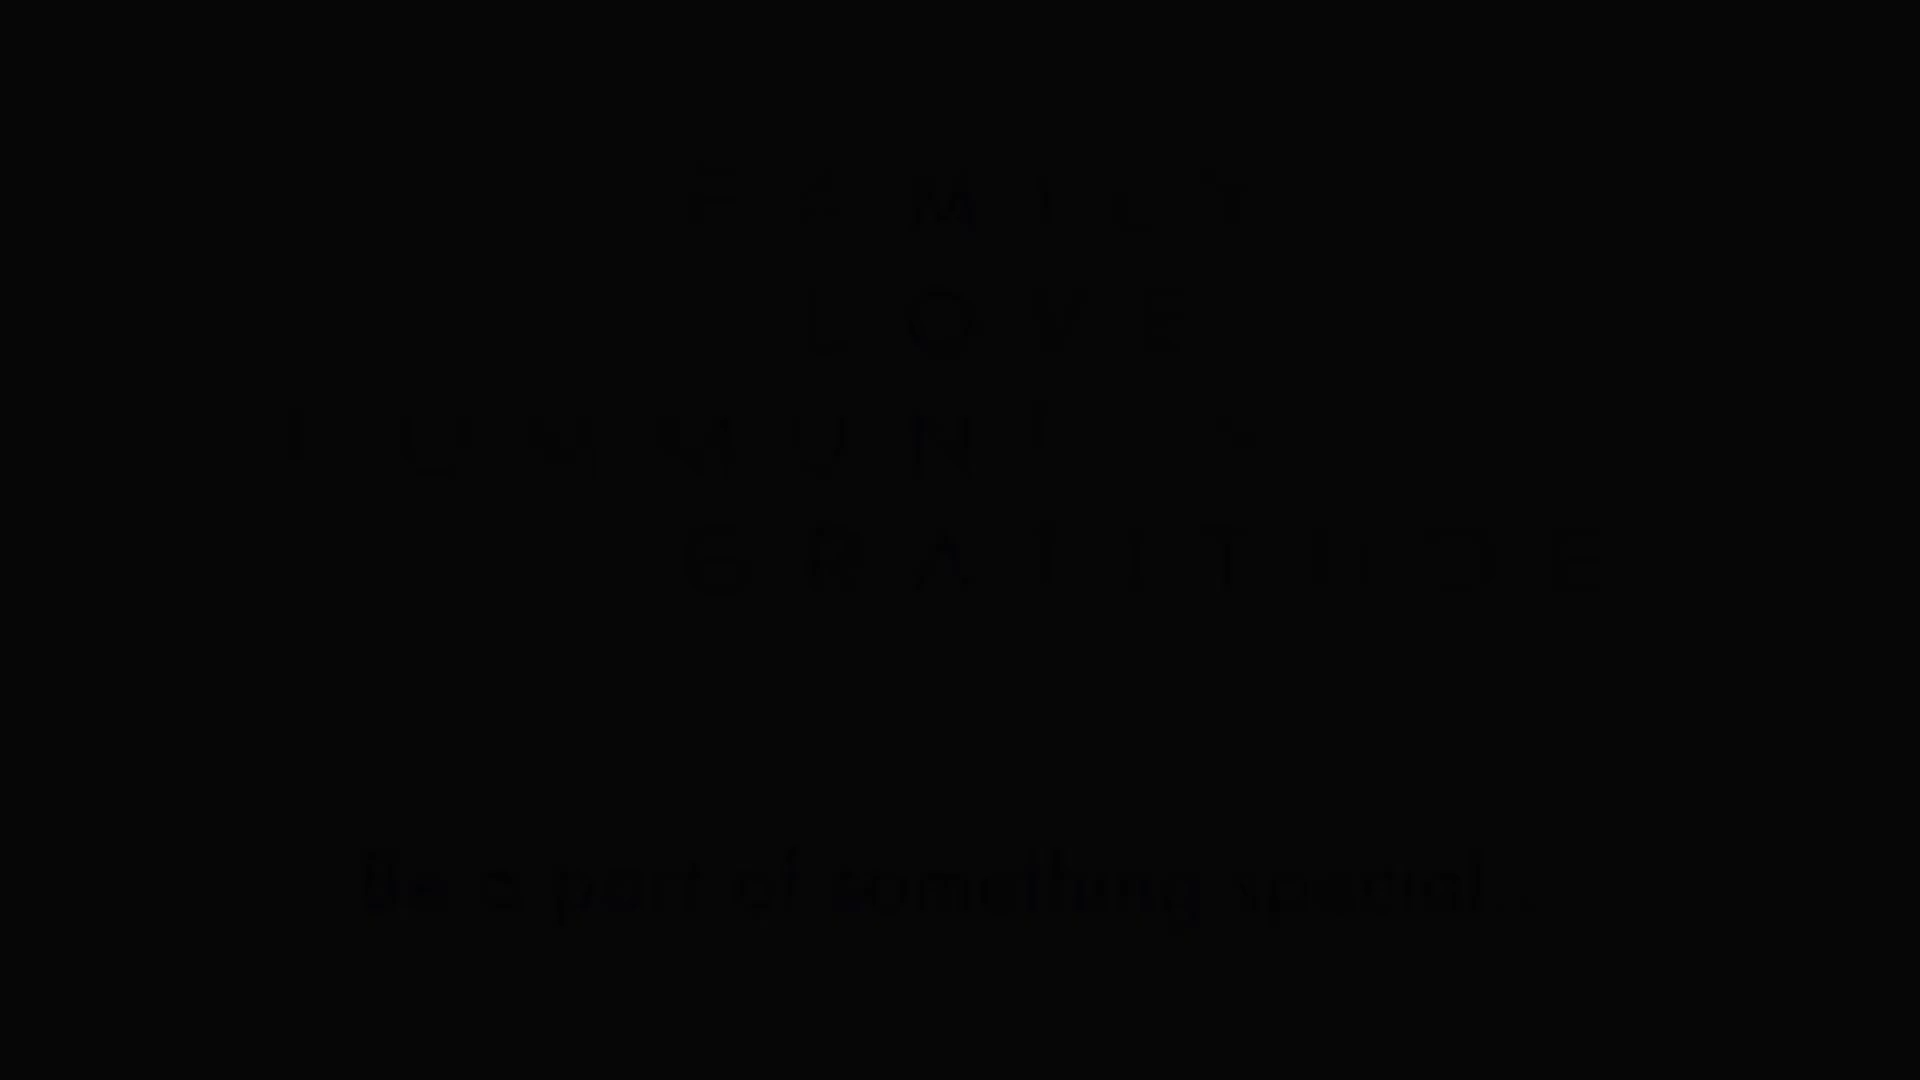 FAMILY
LOVE
COMMUNITY
GRATITUDE
Be a part of something special...